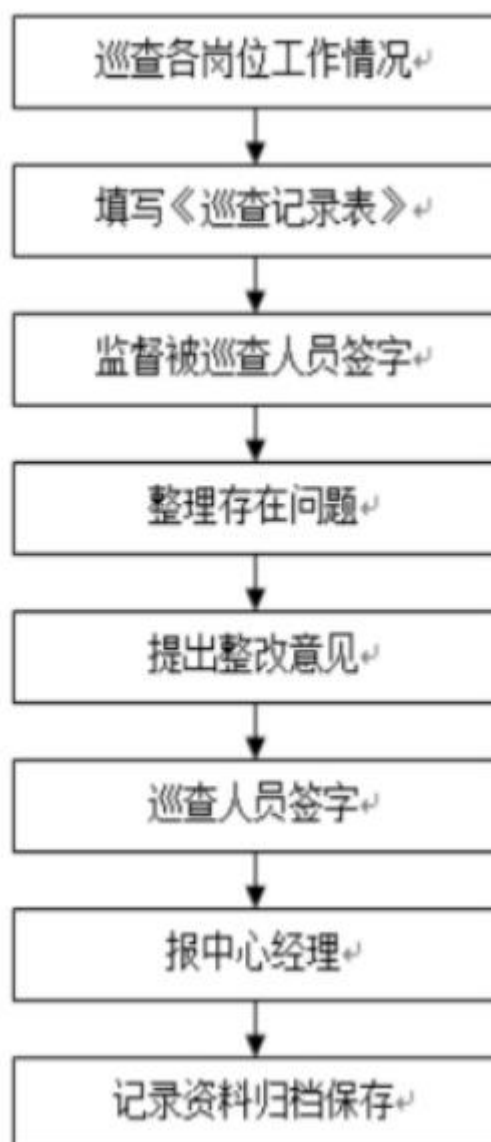 巡查各岗位工作情况
填写《巡查记录表》
监督被巡查人员签字
整理存在问题
提出整改意见
巡查人员签字
报中心经理
记录资料归档保存